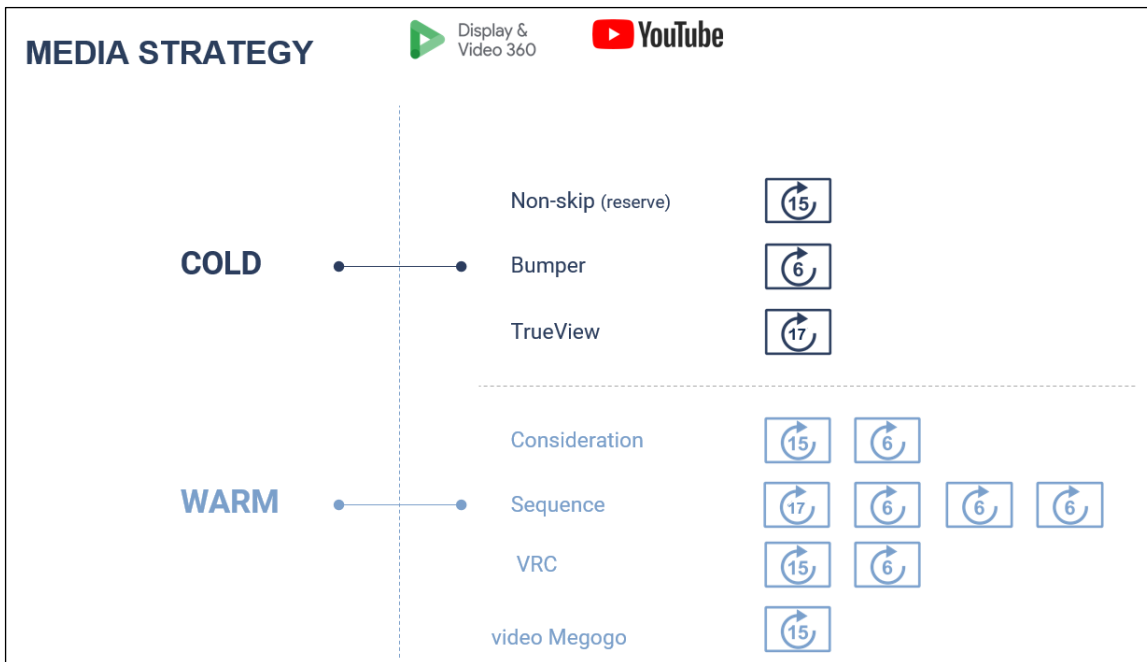 MEDIA STRATEGY
Display &
Video 360
YouTube
Non-skip (reserve)
15
COLD
Bumper
6
TrueView
17
Consideration
15 6
WARM
Sequence
17 6 6 6
VRC
15 6
video Megogo
15